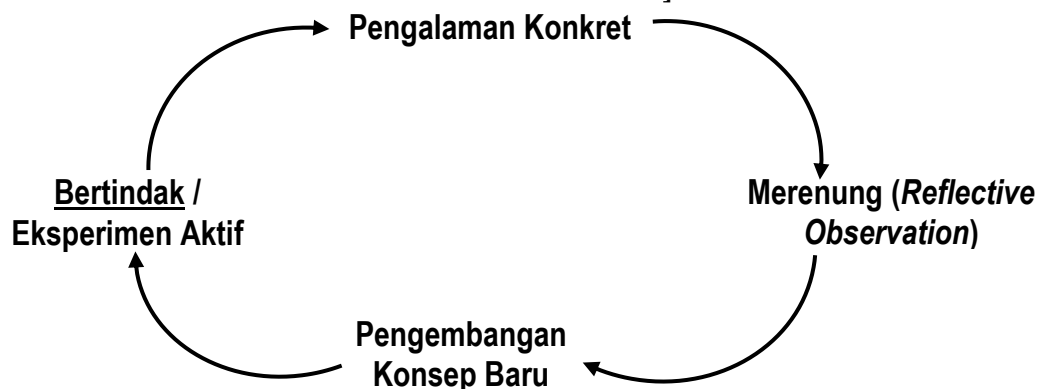 Pengalaman Konkret
Bertindak /
Eksperimen Aktif
Merenung (Reflective
Observation)
Pengembangan
Konsep Baru